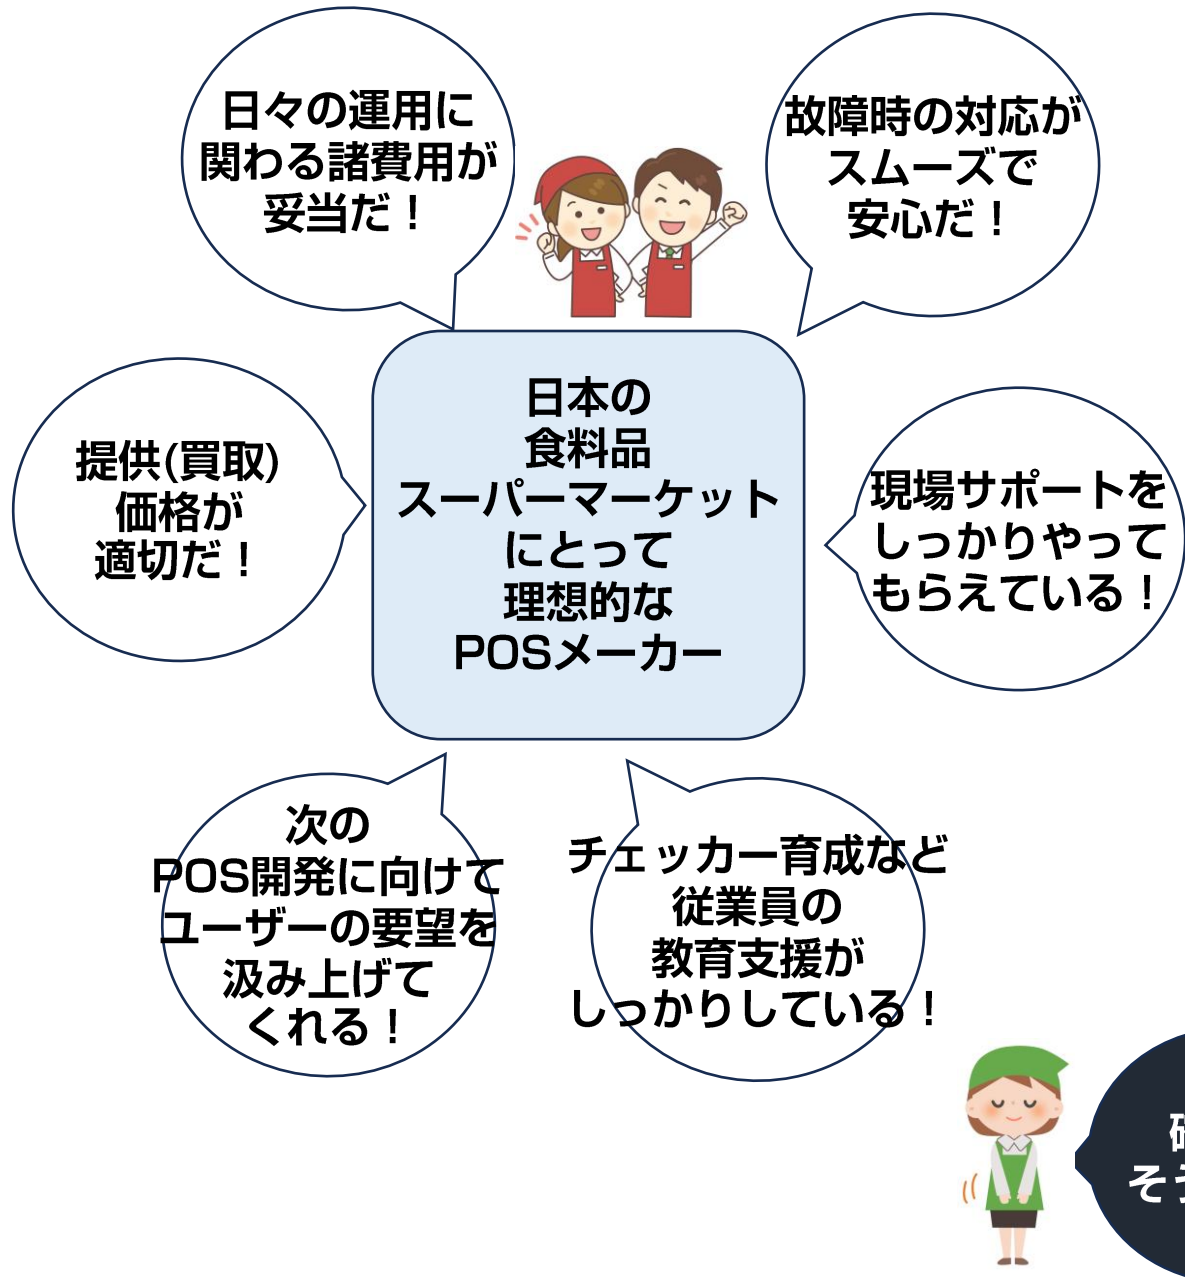 日々の運用に
関わる諸費用が
妥当だ！
故障時の対応が
スムーズで
安心だ！
日本の
食料品
スーパーマーケット
にとって
理想的な
POSメーカー
提供(買取)
価格が
適切だ！
現場サポートを
しっかりやって
もらえている！
次の
POS開発に向けて
ユーザーの要望を
汲み上げて
くれる！
チェッカー育成など
従業員の
教育支援が
しっかりしている！
そ